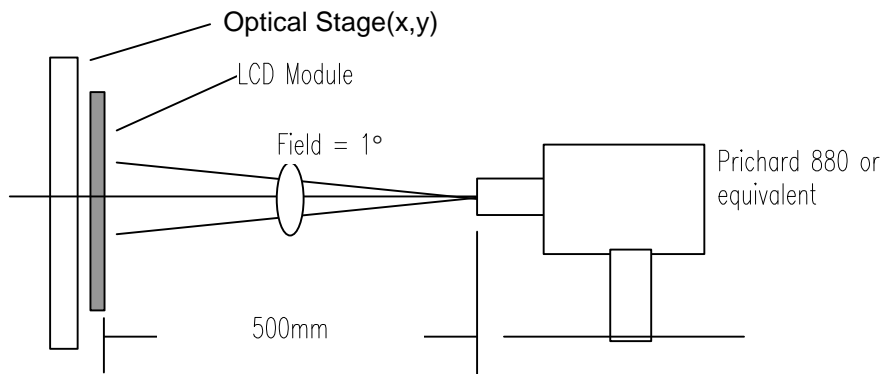 Optical Stage(x,y)
LCD Module
Field = 1°
Prichard 880 or
equivalent
500mm